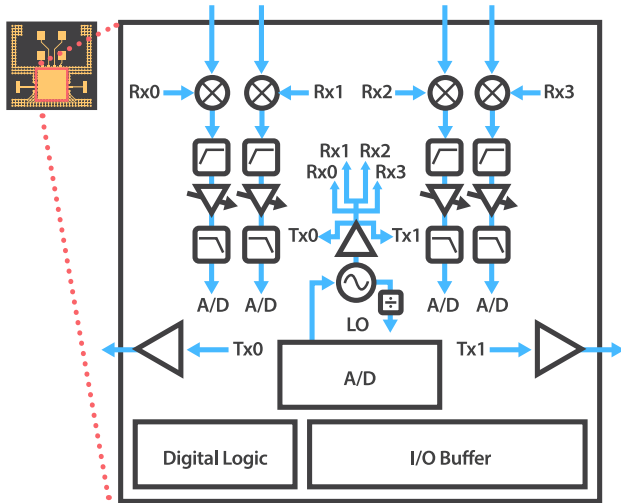 Rx0
Rx1
Rx2
Rx3
Rx1 Rx2
Rx0 Rx3
Tx0 Tx1
A/D A/D A/D A/D
LO
÷
Tx0
Tx1
A/D
Digital Logic
I/O Buffer